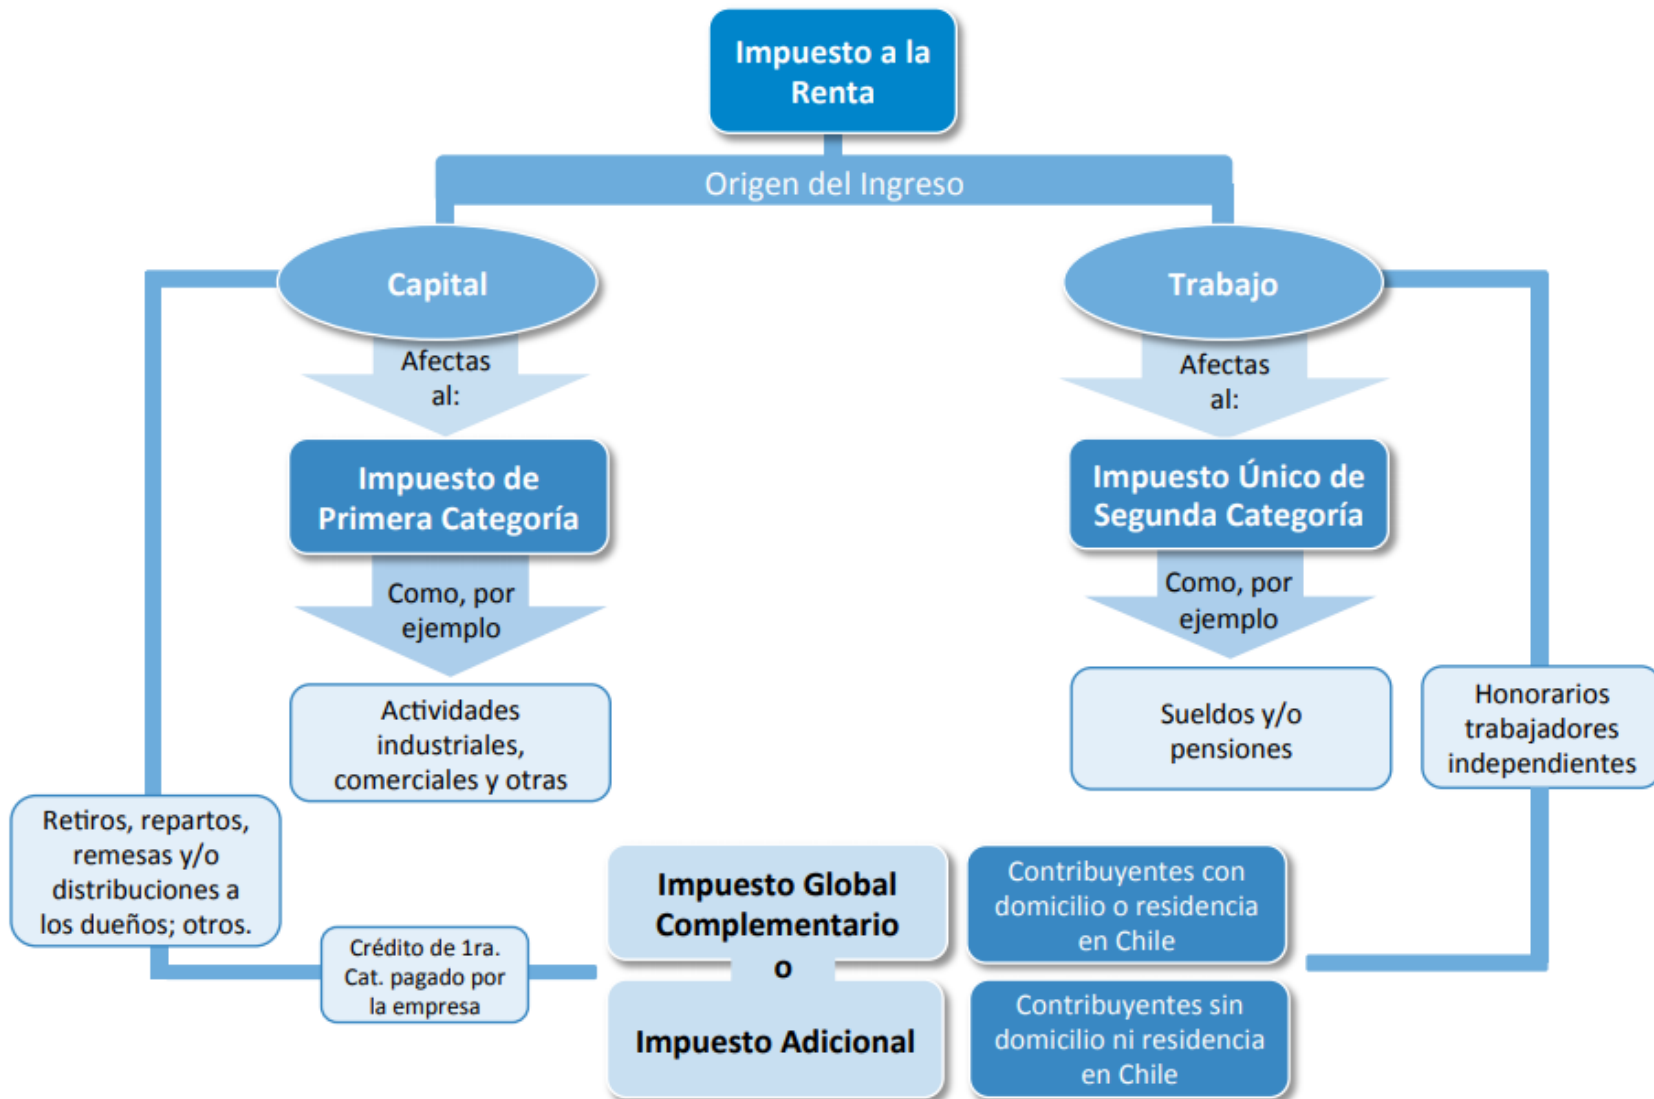 Impuesto a la
Renta
Origen del Ingreso
Capital
Trabajo
Afectas
al:
Afectas
al:
Impuesto de
Primera Categoría
Impuesto Único de
Segunda Categoría
Como, por
ejemplo
Como, por
ejemplo
Actividades
industriales,
comerciales y otras
Sueldos y/o
pensiones
Honorarios
trabajadores
independientes
Retiros, repartos,
remesas y/o
distribuciones a
los dueños; otros.
Crédito de 1ra.
Cat. pagado por
la empresa
Impuesto Global
Complementario
o
Impuesto Adicional
Contribuyentes con
domicilio o residencia
en Chile
Contribuyentes sin
domicilio ni residencia
en Chile